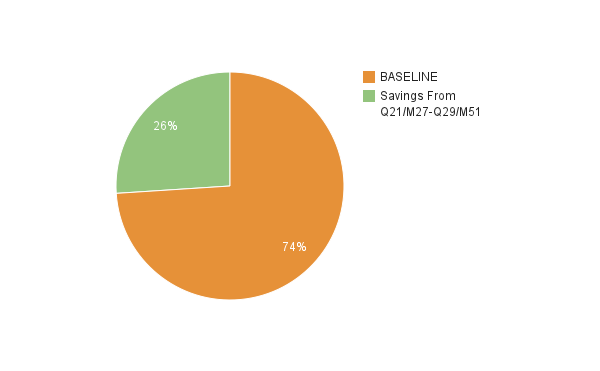 BASELINE
Savings From
Q21/M27-Q29/M51
26%
74%